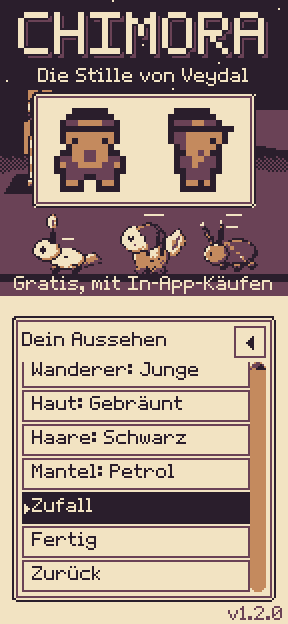 CHIMORA
Die Stille von Veydal
Gratis, mit In-App-Käufen
Dein Aussehen
Wanderer: Junge
Haut: Gebräunt
Haare: Schwarz
Mantel: Petrol
Zufall
Fertig
Zurück
v1.2.0